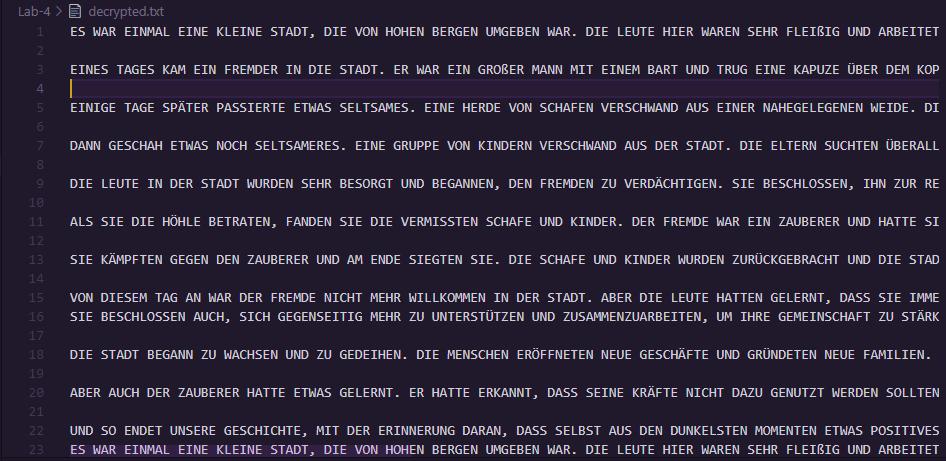 Lab-4 > decrypted.txt
1 ES WAR EINMAL EINE KLEINE STADT, DIE VON HOHEN BERGEN UMGEBEN WAR. DIE LEUTE HIER WAREN SEHR FLEIßIG UND ARBEITET
2
3 EINES TAGES KAM EIN FREMDER IN DIE STADT. ER WAR EIN GROßER MANN MIT EINEM BART UND TRUG EINE KAPUZE ÜBER DEM KOP
4
5 EINIGE TAGE SPÄTER PASSIERTE ETWAS SELTSAMES. EINE HERDE VON SCHAFEN VERSCHWAND AUS EINER NAHEGELEGENEN WEIDE. DI
6
7 DANN GESCHAH ETWAS NOCH SELTSAMERES. EINE GRUPPE VON KINDERN VERSCHWAND AUS DER STADT. DIE ELTERN SUCHTEN ÜBERALL
8
9 DIE LEUTE IN DER STADT WURDEN SEHR BESORGT UND BEGANNEN, DEN FREMDEN ZU VERDÄCHTIGEN. SIE BESCHLOSSEN, IHN ZUR RE
10
11 ALS SIE DIE HÖHLE BETRATEN, FANDEN SIE DIE VERMISSTEN SCHAFE UND KINDER. DER FREMDE WAR EIN ZAUBERER UND HATTE SI
12
13 SIE KÄMPFTEN GEGEN DEN ZAUBERER UND AM ENDE SIEGTEN SIE. DIE SCHAFE UND KINDER WURDEN ZURÜCKGEBRACHT UND DIE STAD
14
15 VON DIESEM TAG AN WAR DER FREMDE NICHT MEHR WILLKOMMEN IN DER STADT. ABER DIE LEUTE HATTEN GELERNT, DASS SIE IMME
16 SIE BESCHLOSSEN AUCH, SICH GEGENSEITIG MEHR ZU UNTERSTÜTZEN UND ZUSAMMENZUARBEITEN, UM IHRE GEMEINSCHAFT ZU STÄRK
17
18 DIE STADT BEGANN ZU WACHSEN UND ZU GEDEIHEN. DIE MENSCHEN ERÖFFNETEN NEUE GESCHÄFTE UND GRÜNDETEN NEUE FAMILIEN.
19
20 ABER AUCH DER ZAUBERER HATTE ETWAS GELERNT. ER HATTE ERKANNT, DASS SEINE KRÄFTE NICHT DAZU GENUTZT WERDEN SOLLTEN
21
22 UND SO ENDET UNSERE GESCHICHTE, MIT DER ERINNERUNG DARAN, DASS SELBST AUS DEN DUNKELSTEN MOMENTEN ETWAS POSITIVES
23 ES WAR EINMAL EINE KLEINE STADT, DIE VON HOHEN BERGEN UMGEBEN WAR. DIE LEUTE HIER WAREN SEHR FLEIßIG UND ARBEITET